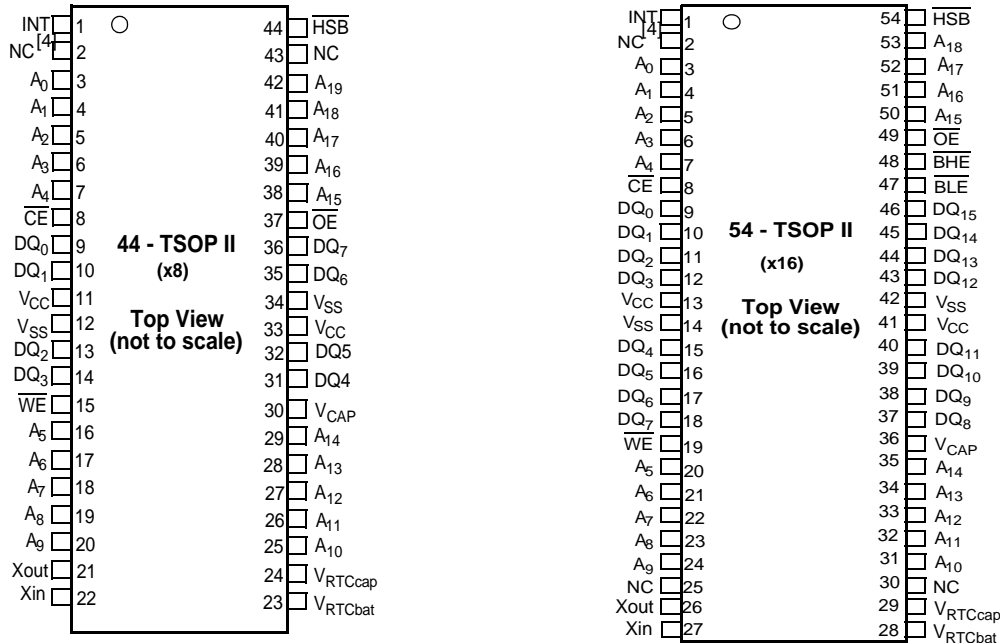 INT 1 44 HSB
[4]
NC 2 43 NC
A0 3 42 A19
A1 4 41 A18
A2 5 40 A17
A3 6 39 A16
A4 7 38 A15
CE 8 37 OE
DQ0 9 36 DQ7
DQ1 10 35 DQ6
VCC 11 34 VSS
VSS 12 33 VCC
DQ2 13 32 DQ5
DQ3 14 31 DQ4
WE 15 30 VCAP
A5 16 29 A14
A6 17 28 A13
A7 18 27 A12
A8 19 26 A11
A9 20 25 A10
Xout 21 24 VRTCcap
Xin 22 23 VRTCbat
44 - TSOP II
(x8)
Top View
(not to scale)
INT 1 54 HSB
[4]
NC 2 53 A18
A0 3 52 A17
A1 4 51 A16
A2 5 50 A15
A3 6 49 OE
A4 7 48 BHE
CE 8 47 BLE
DQ0 9 46 DQ15
DQ1 10 45 DQ14
DQ2 11 44 DQ13
DQ3 12 43 DQ12
VCC 13 42 VSS
VSS 14 41 VCC
DQ4 15 40 DQ11
DQ5 16 39 DQ10
DQ6 17 38 DQ9
DQ7 18 37 DQ8
WE 19 36 VCAP
A5 20 35 A14
A6 21 34 A13
A7 22 33 A12
A8 23 32 A11
A9 24 31 A10
NC 25 30 NC
Xout 26 29 VRTCcap
Xin 27 28 VRTCbat
54 - TSOP II
(x16)
Top View
(not to scale)